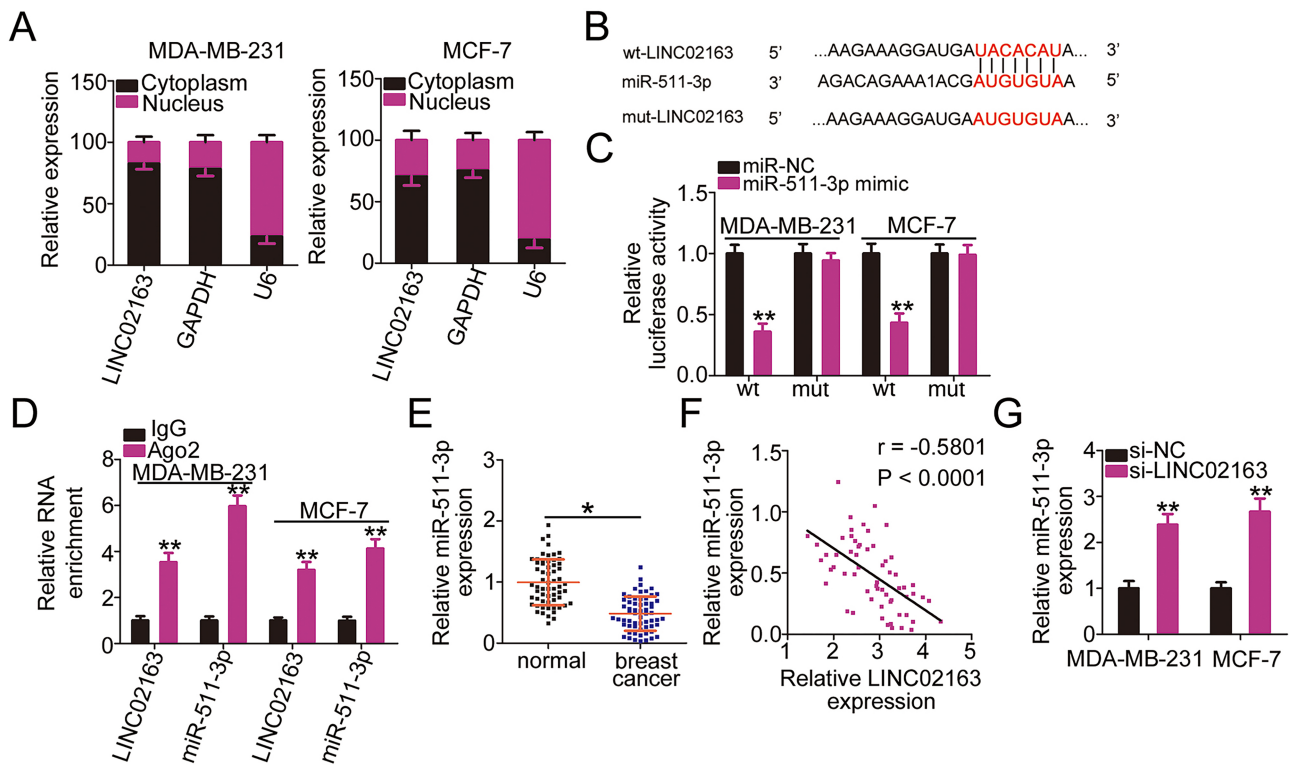 A
MDA-MB-231
150
Cytoplasm
Nucleus
100
50
0
Relative expression
LINC02163
GAPDH
U6
MCF-7
150
Cytoplasm
Nucleus
100
50
0
Relative expression
LINC02163
GAPDH
U6
B
wt-LINC02163 5’ ...AAGAAAGGAUGAUACACAUA... 3’
miR-511-3p 3’ AGACAGAAA1ACGAUGUGUAA 5’
mut-LINC02163 5’ ...AAGAAAGGAUGAAUGUGUAA... 3’
C
miR-NC
miR-511-3p mimic
1.5
MDA-MB-231 MCF-7
1.0
0.5
0.0
Relative
luciferase activity
** **
wt mut wt mut
D
IgG
Ago2
8
MDA-MB-231
MCF-7
6
4
2
0
Relative RNA
enrichment
** ** ** **
LINC02163
miR-511-3p
LINC02163
miR-511-3p
E
3
2
1
0
Relative miR-511-3p
expression
*
normal breast
cancer
F
r = -0.5801
P < 0.0001
1.5
1.0
0.5
0.0
Relative miR-511-3p
expression
1 2 3 4 5
Relative LINC02163
expression
G
si-NC
si-LINC02163
4
3
2
1
0
Relative miR-511-3p
expression
** **
MDA-MB-231 MCF-7